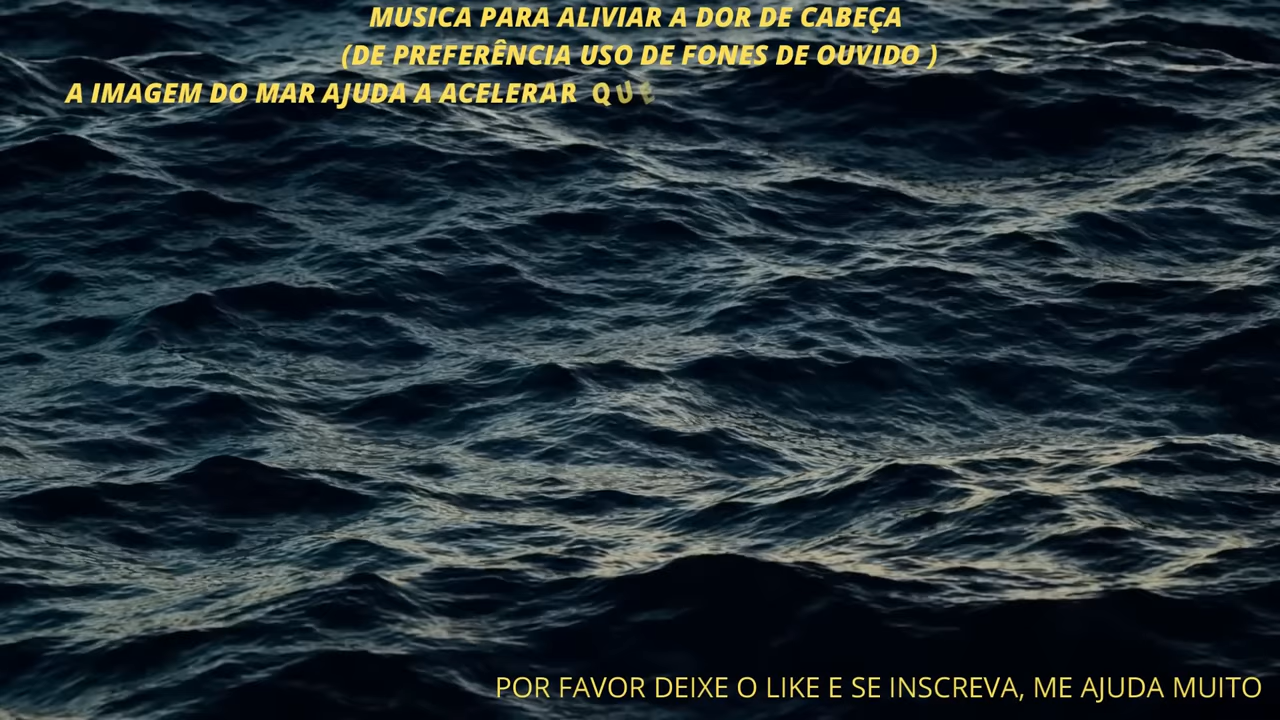 MUSICA PARA ALIVIAR A DOR DE CABEÇA
(DE PREFERÊNCIA USO DE FONES DE OUVIDO )
A IMAGEM DO MAR AJUDA A ACELERAR QUE
POR FAVOR DEIXE O LIKE E SE INSCREVA, ME AJUDA MUITO